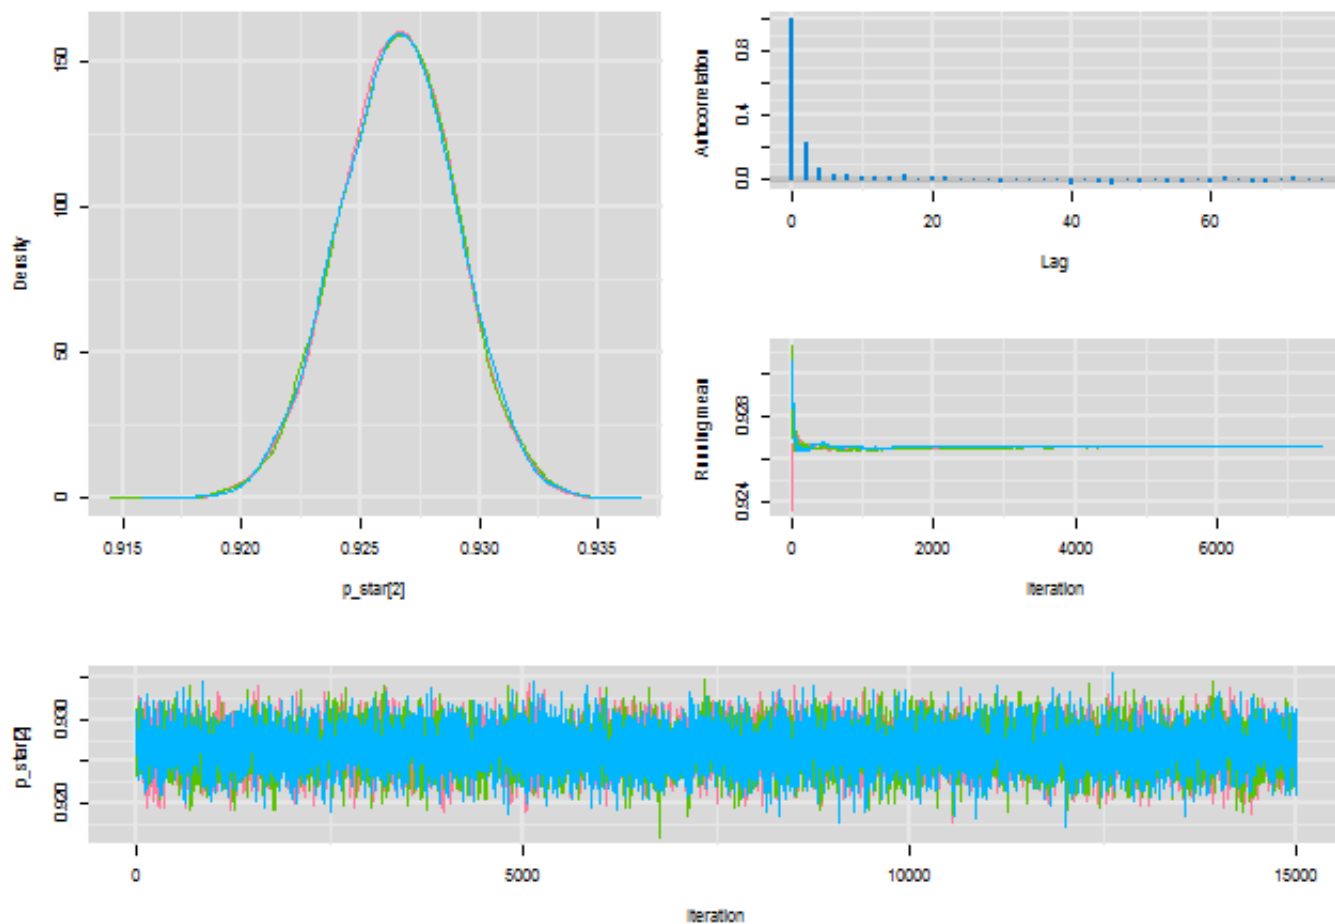 Density
150
100
50
0
0.915 0.920 0.925 0.930 0.935
p_star[2]
Autocorrelation
0.8
0.4
0.0
0 20 40 60
Lag
Running mean
0.928
0.924
0 2000 4000 6000
Iteration
p_star[2]
0.930
0.920
0 5000 10000 15000
Iteration